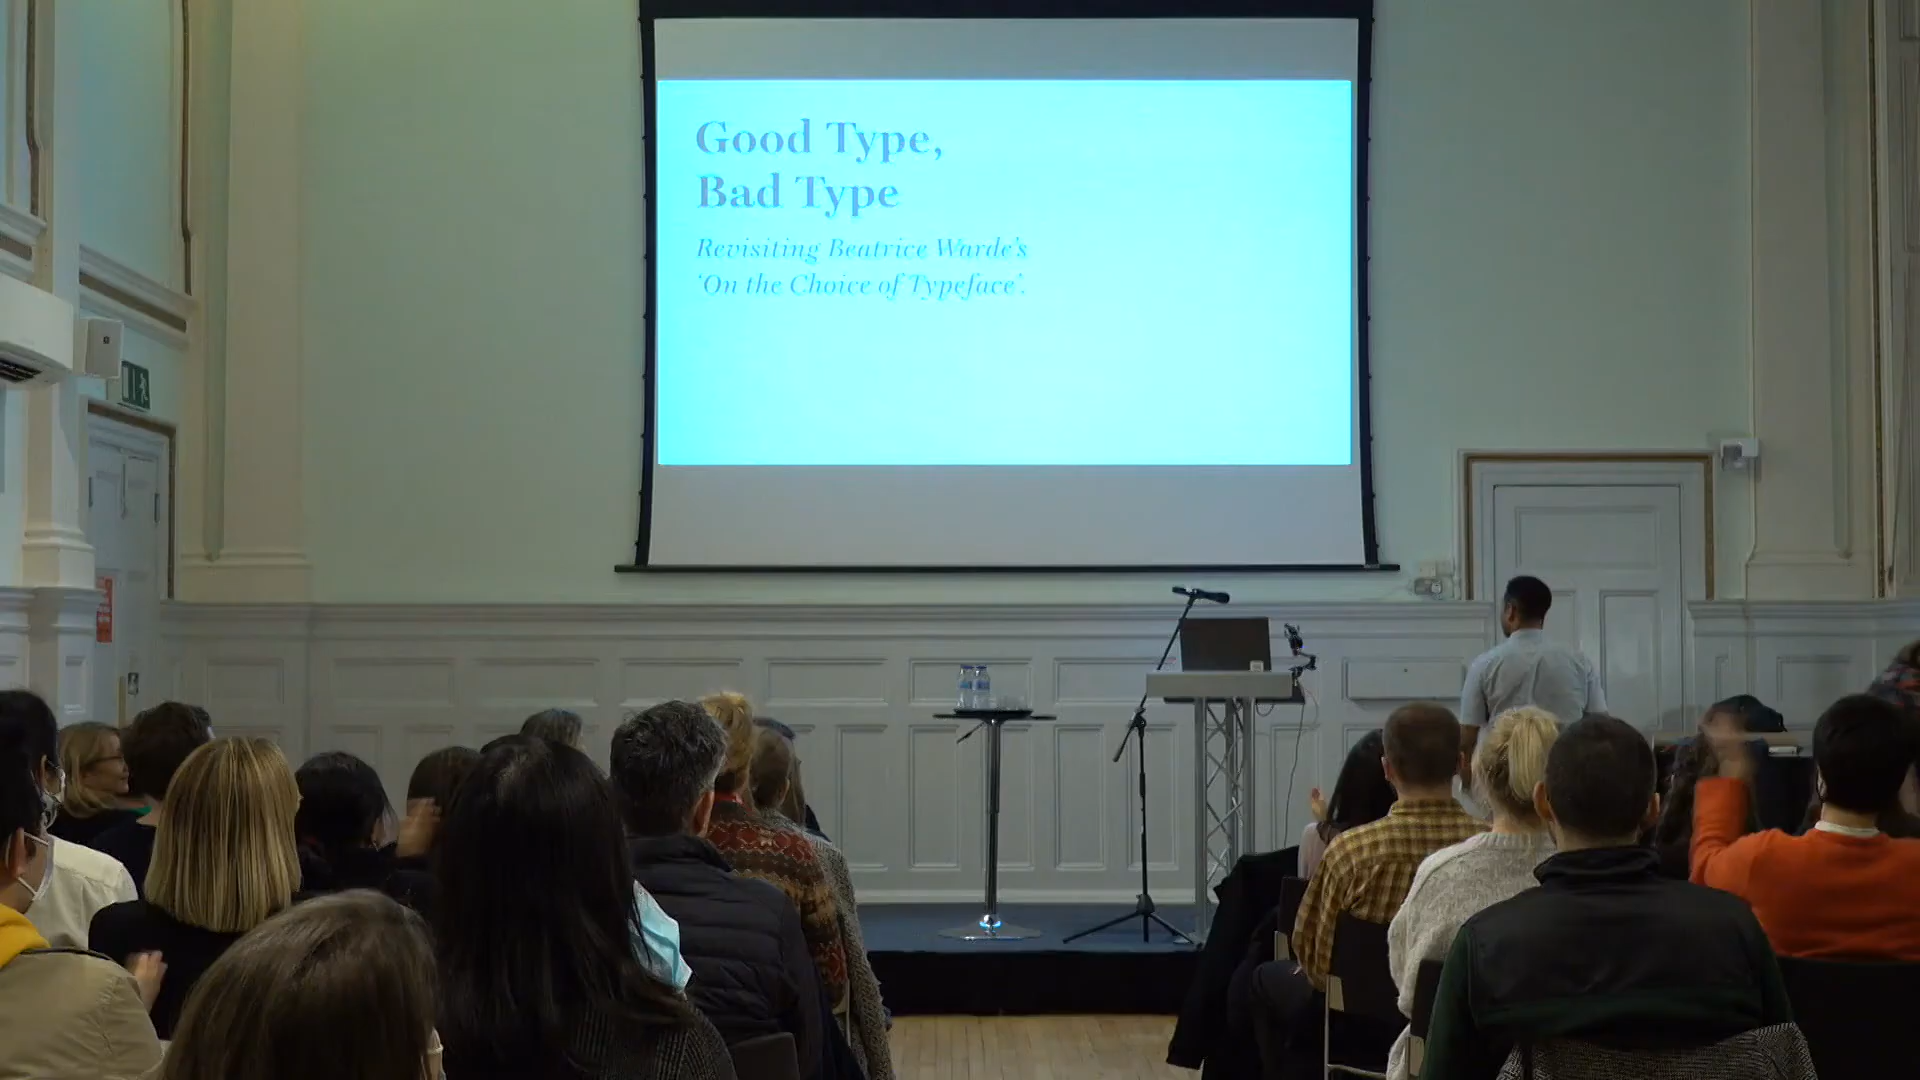 Good Type,
Bad Type
Revisiting Beatrice Warde's
‘On the Choice of Typeface’.